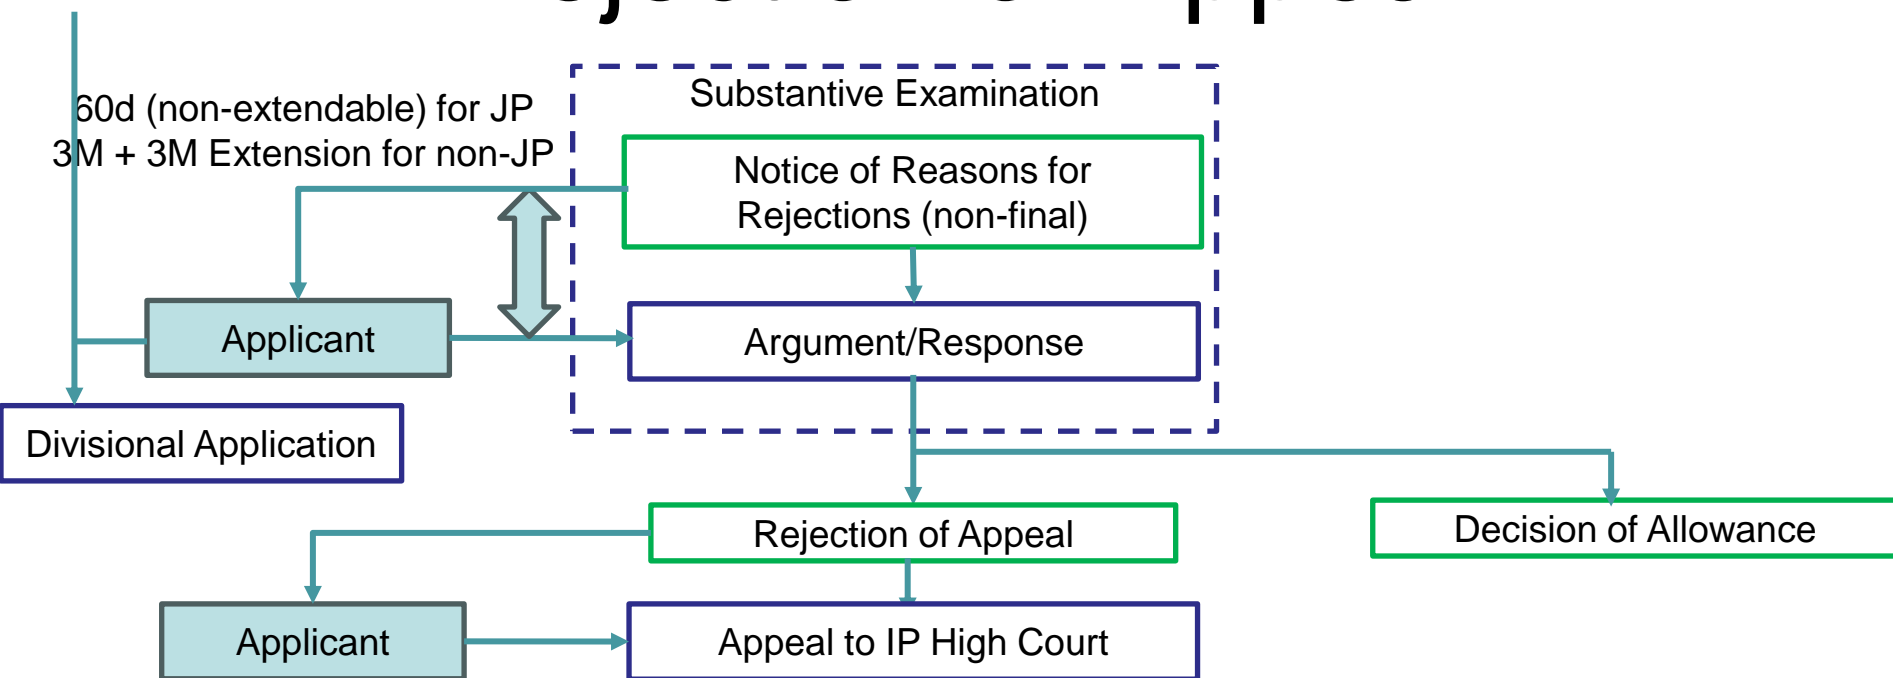 60d (non-extendable) for JP
3M + 3M Extension for non-JP
Substantive Examination
Notice of Reasons for
Rejections (non-final)
Applicant
Argument/Response
Divisional Application
Rejection of Appeal
Decision of Allowance
Applicant
Appeal to IP High Court